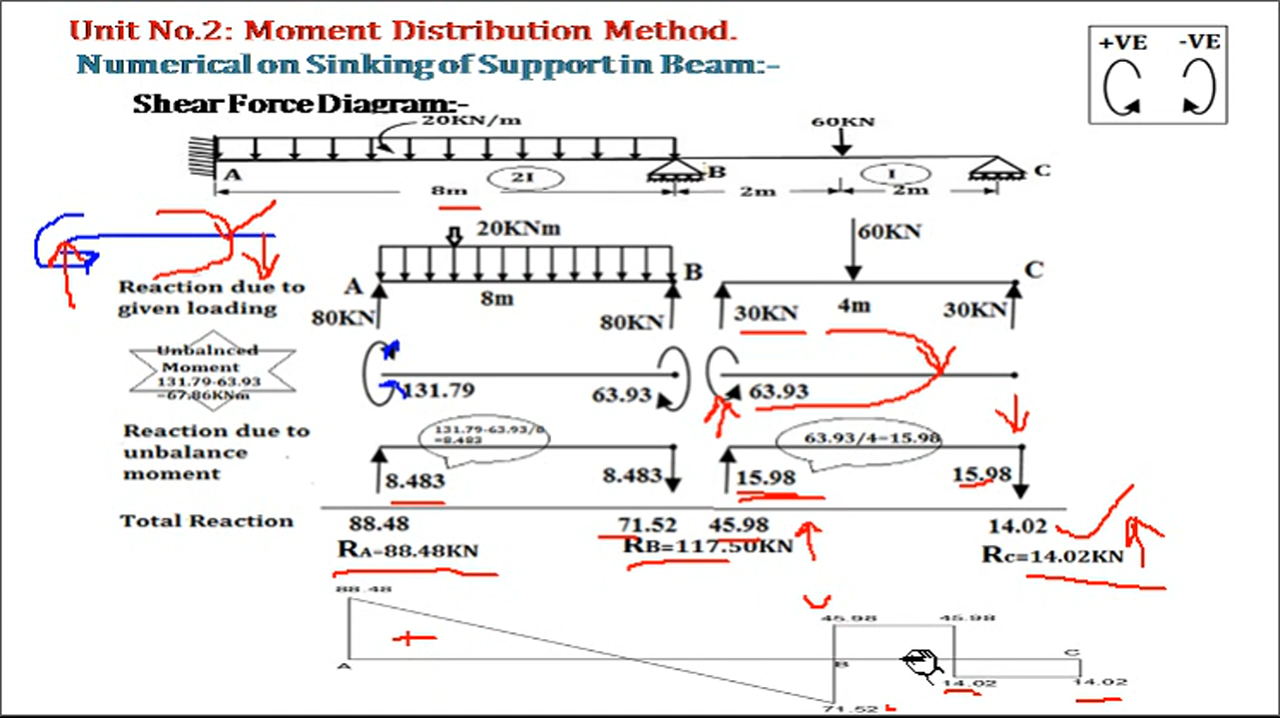 Unit No.2: Moment Distribution Method.
Numerical on Sinking of Support in Beam:-
+VE -VE
Shear Force Diagram:-
20KN/m 60KN
A 2I B I C
8m 2m 2m
20KNm 60KN
Reaction due to
given loading
A B C
8m 4m
80KN 80KN 30KN 30KN
Unbalnced
Moment
131.79-63.93
=67.86KNm
131.79 63.93 63.93
Reaction due to
unbalance
moment
131.79-63.93/8
=8.483
63.93/4=15.98
8.483 8.483 15.98 15.98
Total Reaction 88.48 71.52 45.98 14.02
RA=88.48KN RB=117.50KN RC=14.02KN
88.48
45.98 45.98
A B C
14.02 14.02
71.52